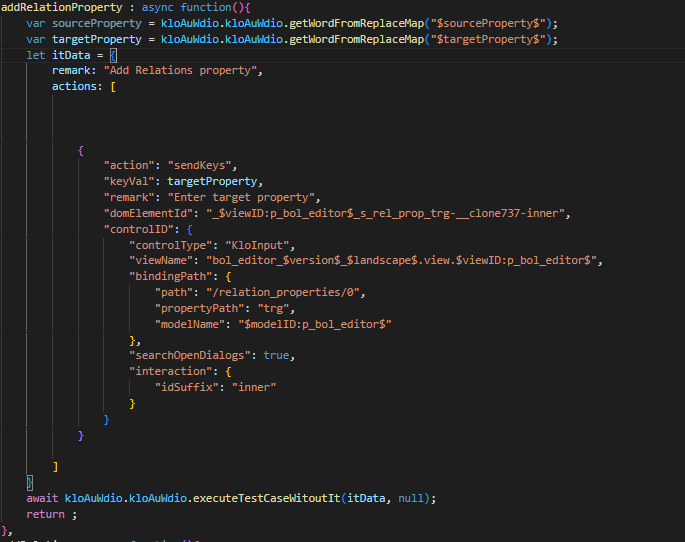 addRelationProperty : async function(){
    var sourceProperty = kloAuWdio.kloAuWdio.getWordFromReplaceMap("$sourceProperty$");
    var targetProperty = kloAuWdio.kloAuWdio.getWordFromReplaceMap("$targetProperty$");
    let itData = {
        remark: "Add Relations property",
        actions: [
            {
                "action": "sendKeys",
                "keyVal": targetProperty,
                "remark": "Enter target property",
                "domElementId": "_$viewID:p_bol_editor$_s_rel_prop_trg-__clone737-inner",
                "controlID": {
                    "controlType": "KloInput",
                    "viewName": "bol_editor_$version$_$landscape$.view.$viewID:p_bol_editor$",
                    "bindingPath": {
                        "path": "/relation_properties/0",
                        "propertyPath": "trg",
                        "modelName": "$modelID:p_bol_editor$"
                    },
                    "searchOpenDialogs": true,
                    "interaction": {
                        "idSuffix": "inner"
                    }
                }
            }
        ]
    }
    await kloAuWdio.kloAuWdio.executeTestCaseWitoutIt(itData, null);
    return ;
},